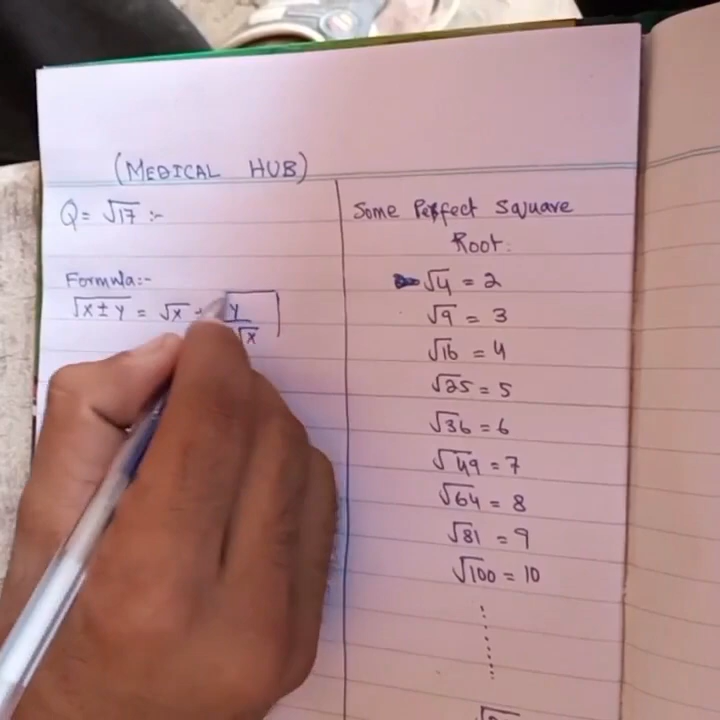 (MEDICAL HUB)
Q= √17 :-
Formula:-
√x±y = √x + y
√x
Some Perfect Square
Root:
√4 = 2
√9 = 3
√16 = 4
√25 = 5
√36 = 6
√49 = 7
√64 = 8
√81 = 9
√100 = 10